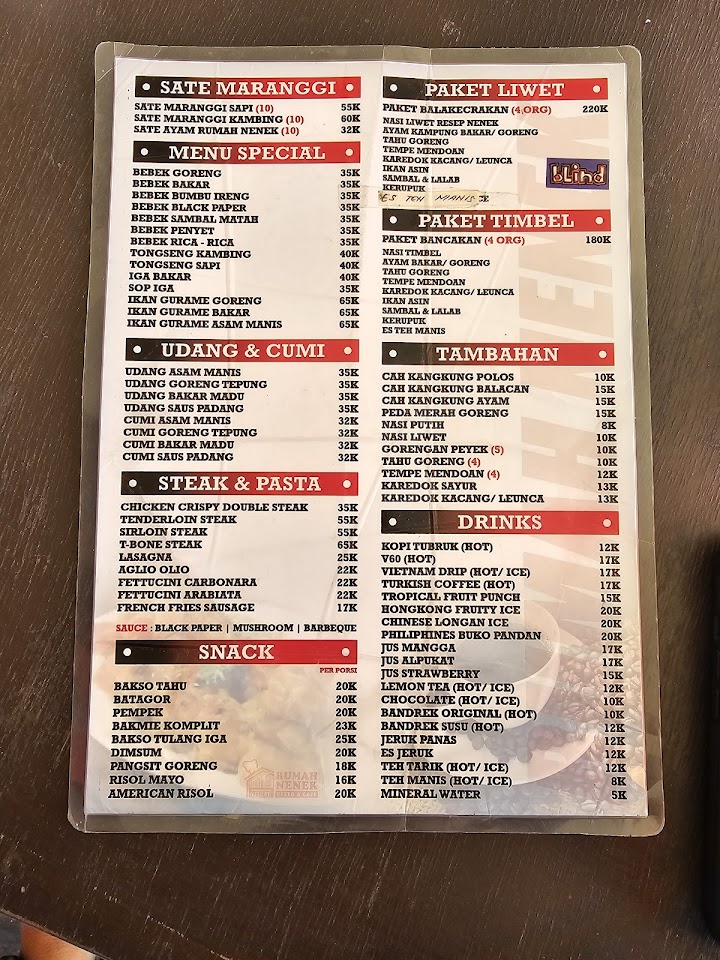 SATE MARANGGI
SATE MARANGGI SAPI (10) 55K
SATE MARANGGI KAMBING (10) 60K
SATE AYAM RUMAH NENEK (10) 32K
MENU SPECIAL
BEBEK GORENG 35K
BEBEK BAKAR 35K
BEBEK BUMBU IRENG 35K
BEBEK BLACK PAPER 35K
BEBEK SAMBAL MATAH 35K
BEBEK PENYET 35K
BEBEK RICA - RICA 35K
TONGSENG KAMBING 40K
TONGSENG SAPI 40K
IGA BAKAR 40K
SOP IGA 35K
IKAN GURAME GORENG 65K
IKAN GURAME BAKAR 65K
IKAN GURAME ASAM MANIS 65K
UDANG & CUMI
UDANG ASAM MANIS 35K
UDANG GORENG TEPUNG 35K
UDANG BAKAR MADU 35K
UDANG SAUS PADANG 35K
CUMI ASAM MANIS 32K
CUMI GORENG TEPUNG 32K
CUMI BAKAR MADU 32K
CUMI SAUS PADANG 32K
STEAK & PASTA
CHICKEN CRISPY DOUBLE STEAK 35K
TENDERLOIN STEAK 55K
SIRLOIN STEAK 55K
T-BONE STEAK 65K
LASAGNA 25K
AGLIO OLIO 22K
FETTUCINI CARBONARA 22K
FETTUCINI ARABIATA 22K
FRENCH FRIES SAUSAGE 17K
SAUCE : BLACK PAPER | MUSHROOM | BARBEQUE
SNACK
PER PORSI
BAKSO TAHU 20K
BATAGOR 20K
PEMPEK 20K
BAKMIE KOMPLIT 23K
BAKSO TULANG IGA 25K
DIMSUM 20K
PANGSIT GORENG 18K
RISOL MAYO 16K
AMERICAN RISOL 20K
RUMAH
NENEK
PAKET LIWET
PAKET BALAKECRAKAN (4 ORG) 220K
NASI LIWET RESEP NENEK
AYAM KAMPUNG BAKAR/ GORENG
TAHU GORENG
TEMPE MENDOAN
KAREDOK KACANG/ LEUNCA
IKAN ASIN
SAMBAL & LALAB
KERUPUK
ES TEH MANIS
bLind
PAKET TIMBEL
PAKET BANCAKAN (4 ORG) 180K
NASI TIMBEL
AYAM BAKAR/ GORENG
TAHU GORENG
TEMPE MENDOAN
KAREDOK KACANG/ LEUNCA
IKAN ASIN
SAMBAL & LALAB
KERUPUK
ES TEH MANIS
TAMBAHAN
CAH KANGKUNG POLOS 10K
CAH KANGKUNG BALACAN 15K
CAH KANGKUNG AYAM 15K
PEDA MERAH GORENG 15K
NASI PUTIH 8K
NASI LIWET 10K
GORENGAN PEYEK (5) 10K
TAHU GORENG (4) 10K
TEMPE MENDOAN (4) 12K
KAREDOK SAYUR 13K
KAREDOK KACANG/ LEUNCA 13K
DRINKS
KOPI TUBRUK (HOT) 12K
V60 (HOT) 17K
VIETNAM DRIP (HOT/ ICE) 17K
TURKISH COFFEE (HOT) 17K
TROPICAL FRUIT PUNCH 15K
HONGKONG FRUITY ICE 20K
CHINESE LONGAN ICE 20K
PHILIPHINES BUKO PANDAN 20K
JUS MANGGA 17K
JUS ALPUKAT 17K
JUS STRAWBERRY 15K
LEMON TEA (HOT/ ICE) 12K
CHOCOLATE (HOT/ ICE) 10K
BANDREK ORIGINAL (HOT) 10K
BANDREK SUSU (HOT) 12K
JERUK PANAS 12K
ES JERUK 12K
TEH TARIK (HOT/ ICE) 12K
TEH MANIS (HOT/ ICE) 8K
MINERAL WATER 5K